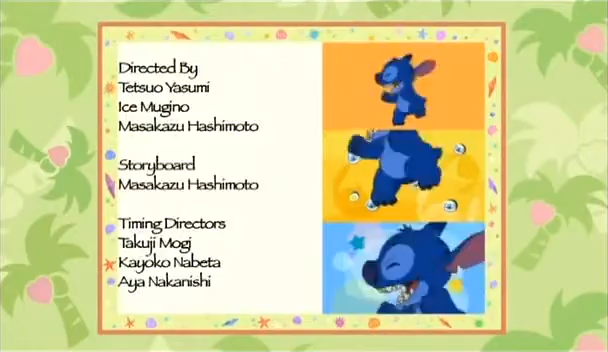 Directed By
Tetsuo Yasumi
Ice Mugino
Masakazu Hashimoto
Storyboard
Masakazu Hashimoto
Timing Directors
Takuji Mogi
Kayoko Nabeta
Aya Nakanishi